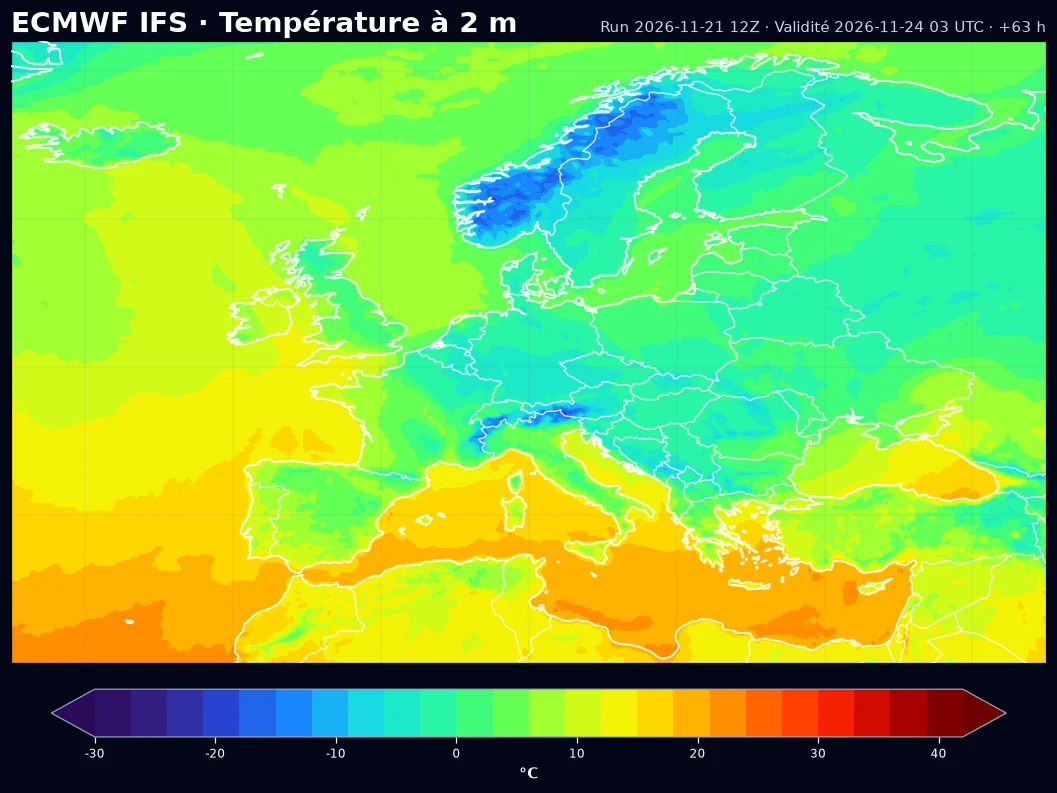 ECMWF IFS · Température à 2 m
Run 2026-11-21 12Z · Validité 2026-11-24 03 UTC · +63 h
-30 -20 -10 0 10 20 30 40
°C